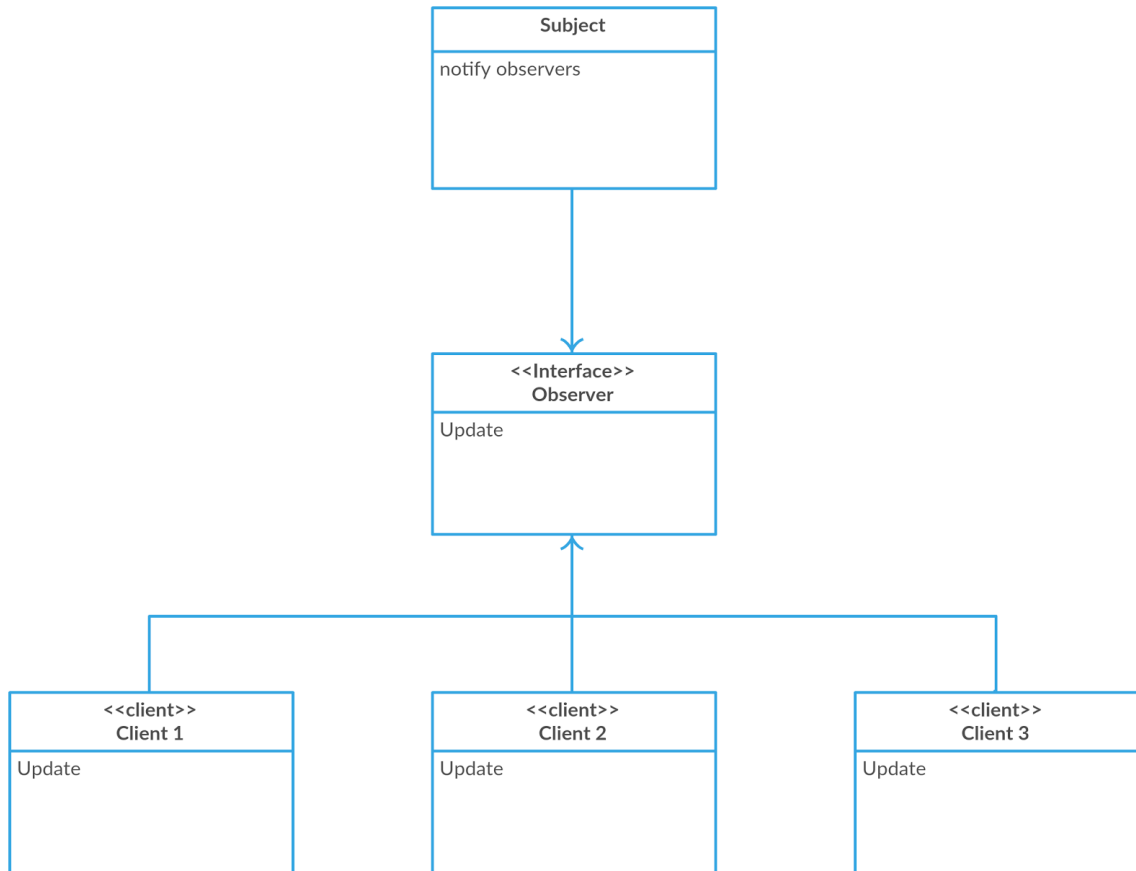 Subject
notify observers
<<Interface>>
Observer
Update
<<client>>
Client 1
Update
<<client>>
Client 2
Update
<<client>>
Client 3
Update